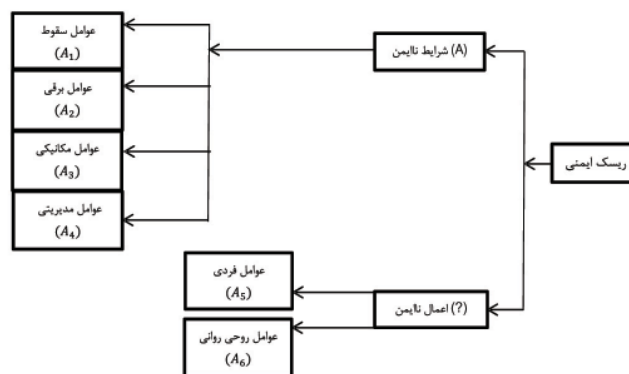 ریسک ایمنی
(A) شرایط ناایمن
عوامل سقوط
(A₁)
عوامل برقی
(A₂)
عوامل مکانیکی
(A₃)
عوامل مدیریتی
(A₄)
(?) اعمال ناایمن
عوامل فردی
(A₅)
عوامل روحی روانی
(A₆)